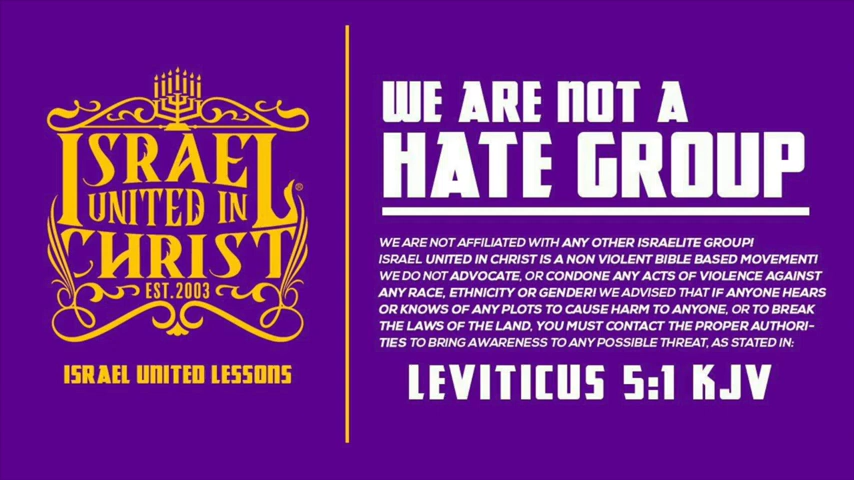 ISRAEL
UNITED IN
CHRIST
®
EST.2003
ISRAEL UNITED LESSONS
WE ARE NOT A
HATE GROUP
WE ARE NOT AFFILIATED WITH ANY OTHER ISRAELITE GROUP!
ISRAEL UNITED IN CHRIST IS A NON VIOLENT BIBLE BASED MOVEMENT!
WE DO NOT ADVOCATE, OR CONDONE ANY ACTS OF VIOLENCE AGAINST
ANY RACE, ETHNICITY OR GENDER! WE ADVISED THAT IF ANYONE HEARS
OR KNOWS OF ANY PLOTS TO CAUSE HARM TO ANYONE, OR TO BREAK
THE LAWS OF THE LAND, YOU MUST CONTACT THE PROPER AUTHORI-
TIES TO BRING AWARENESS TO ANY POSSIBLE THREAT, AS STATED IN:
LEVITICUS 5:1 KJV